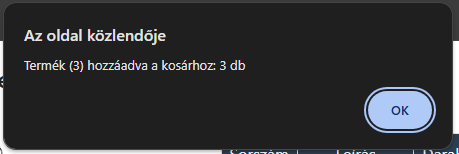 Az oldal közlendője
Termék (3) hozzáadva a kosárhoz: 3 db
OK